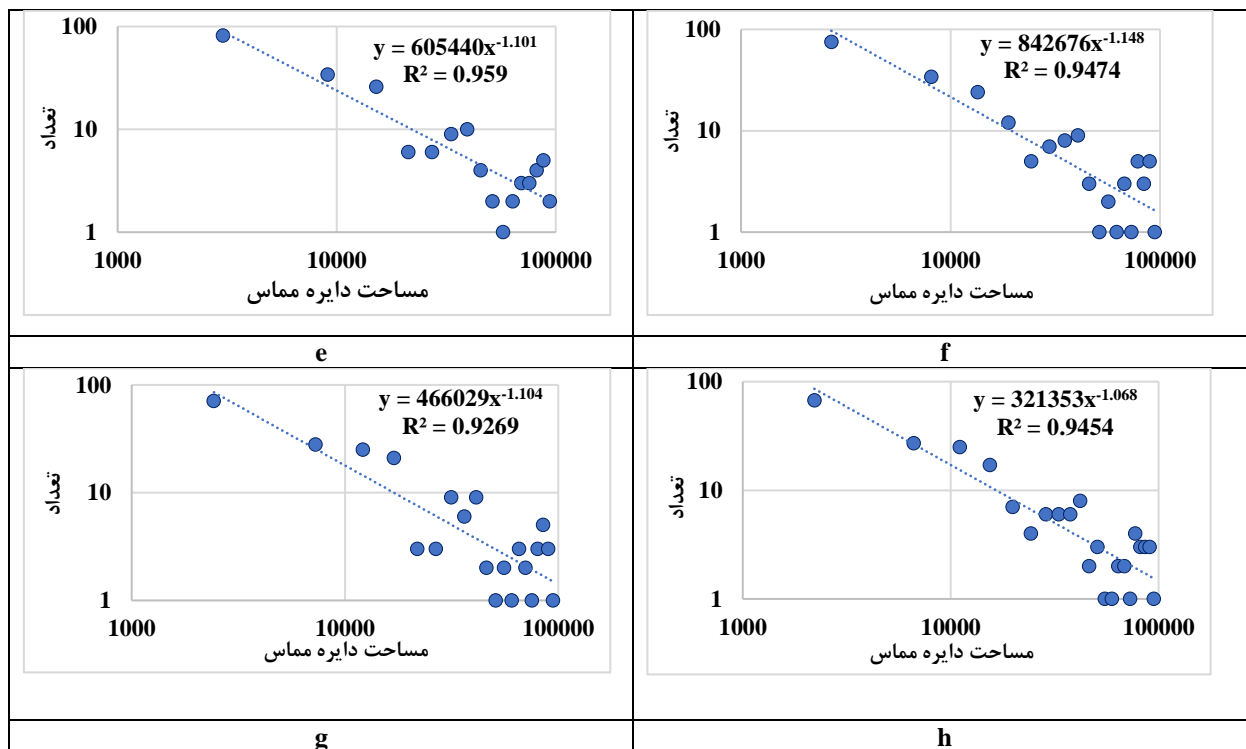 100
10
1
1000
10000
100000
تعداد
مساحت دایره مماس
y = 605440x-1.101
R² = 0.959
e
100
10
1
1000
10000
100000
تعداد
مساحت دایره مماس
y = 842676x-1.148
R² = 0.9474
f
100
10
1
1000
10000
100000
تعداد
مساحت دایره مماس
y = 466029x-1.104
R² = 0.9269
g
100
10
1
1000
10000
100000
تعداد
مساحت دایره مماس
y = 321353x-1.068
R² = 0.9454
h